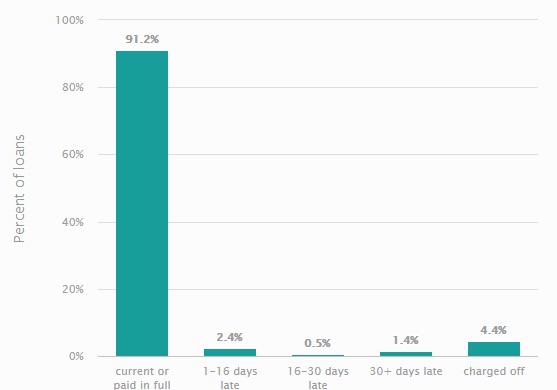 100%
91.2%
80%
60%
Percent of loans
40%
20%
2.4%
0.5%
1.4%
4.4%
0%
current or
paid in full
1-16 days
late
16-30 days
late
30+ days late
charged off